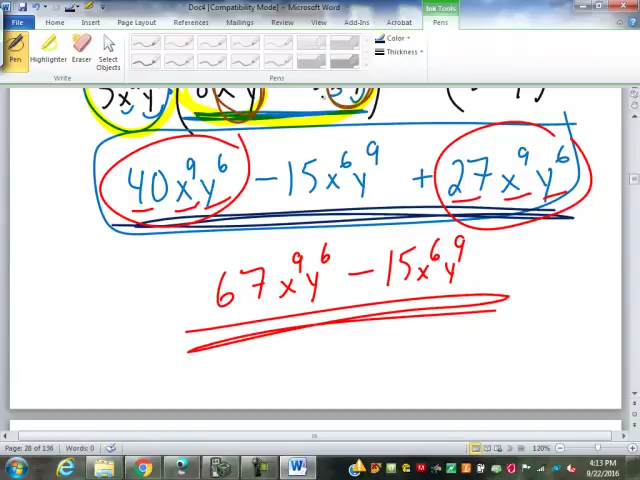 Doc4 [Compatibility Mode] - Microsoft Word
Ink Tools
File Home Insert Page Layout References Mailings Review View Add-Ins Acrobat Pens
Pen Highlighter Eraser Select Objects
Color
Thickness
Write Pens
40x⁹y⁶ - 15x⁶y⁹ + 27x⁹y⁶
67x⁹y⁶ - 15x⁶y⁹
Page: 28 of 136 Words: 0 120%
4:13 PM
9/22/2016